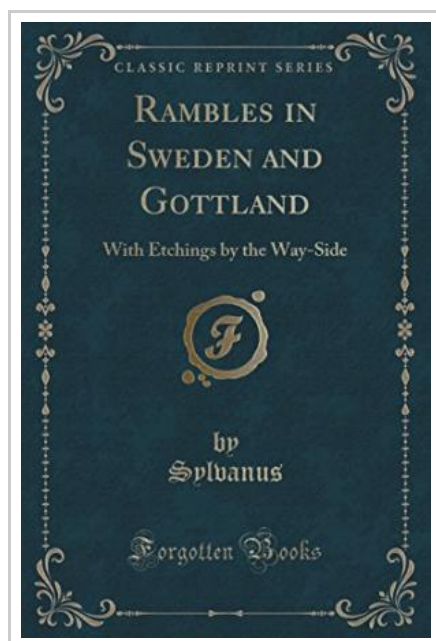 CLASSIC REPRINT SERIES
RAMBLES IN
SWEDEN AND
GOTTLAND
With Etchings by the Way-Side
F
by
Sylvanus
Forgotten Books